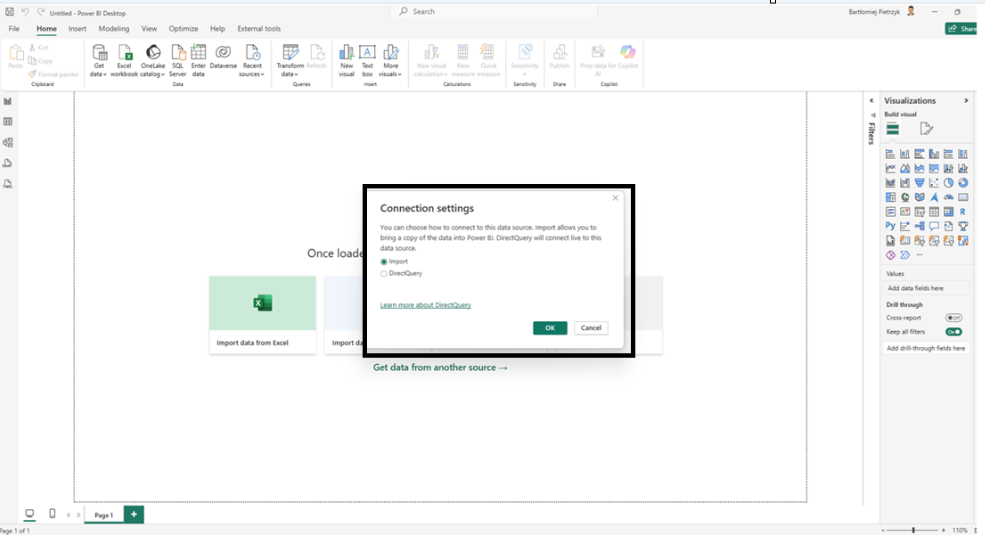 Untitled - Power BI Desktop
Search
Bartłomiej Pietrzyk
File Home Insert Modeling View Optimize Help External tools
Share
Paste
Cut
Copy
Format painter
Clipboard
Get data
Excel workbook
OneLake catalog
SQL Server
Enter data
Dataverse
Recent sources
Data
Transform data
Refresh
Queries
New visual
Text box
More visuals
Insert
New visual calculation
New measure
Quick measure
Calculations
Sensitivity
Sensitivity
Publish
Share
Prep data for AI
Copilot
Copilot
Filters
Visualizations
Build visual
R
Py
Values
Add data fields here
Drill through
Cross-report
Off
Keep all filters
On
Add drill-through fields here
Once loade
Import data from Excel
Import da
Connection settings
You can choose how to connect to this data source. Import allows you to
bring a copy of the data into Power BI. DirectQuery will connect live to this
data source.
Import
DirectQuery
Learn more about DirectQuery
OK
Cancel
Get data from another source →
Page 1
Page 1 of 1
110%